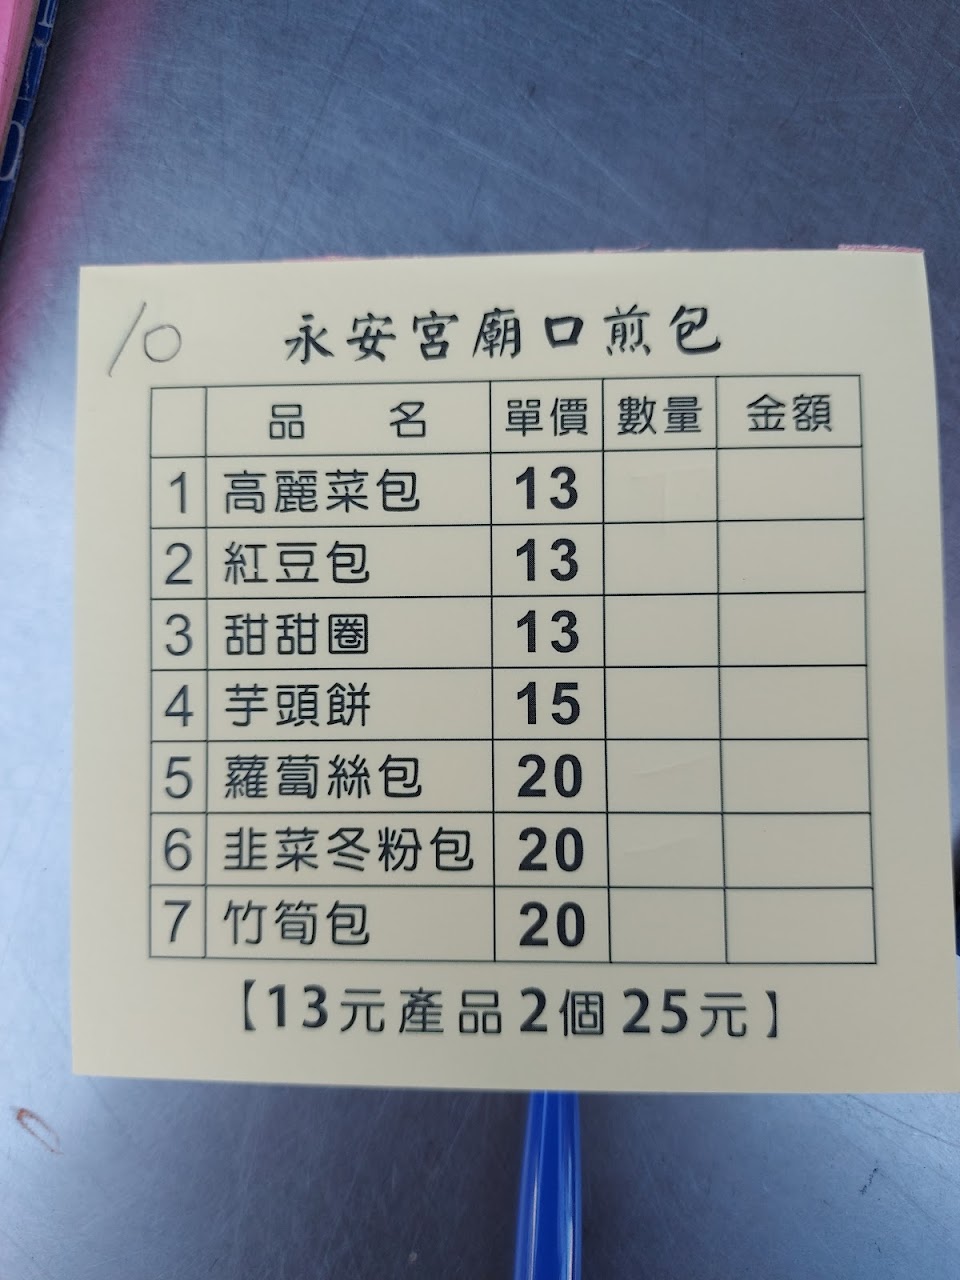 10
永安宮廟口煎包
品 名 單價 數量 金額
1 高麗菜包 13
2 紅豆包 13
3 甜甜圈 13
4 芋頭餅 15
5 蘿蔔絲包 20
6 韭菜冬粉包 20
7 竹筍包 20
【13元產品2個25元】